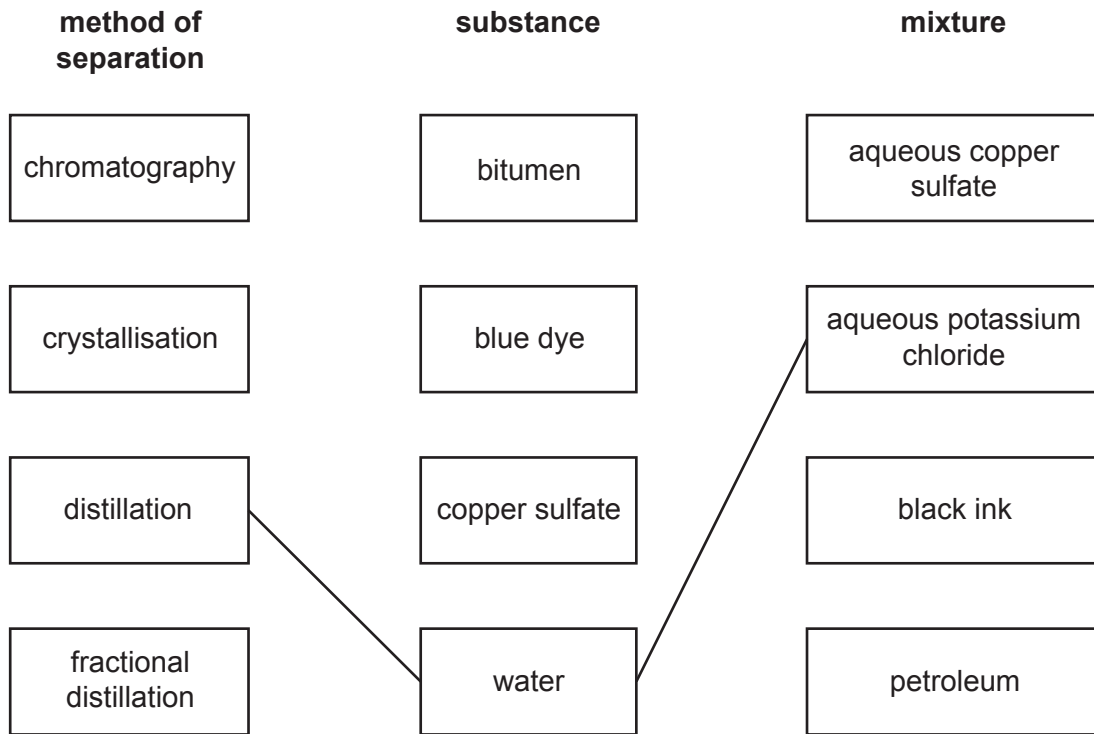 method of
separation
substance
mixture
chromatography
bitumen
aqueous copper
sulfate
crystallisation
blue dye
aqueous potassium
chloride
distillation
copper sulfate
black ink
fractional
distillation
water
petroleum